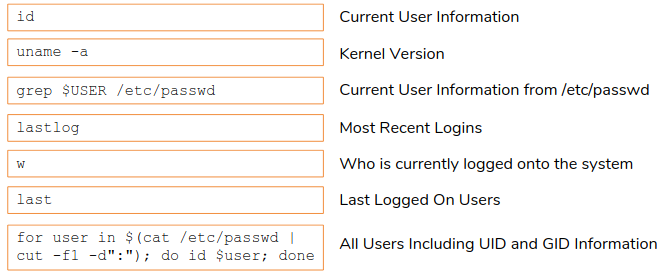 id Current User Information
uname -a Kernel Version
grep $USER /etc/passwd Current User Information from /etc/passwd
lastlog Most Recent Logins
w Who is currently logged onto the system
last Last Logged On Users
for user in $(cat /etc/passwd |
cut -f1 -d":"); do id $user; done All Users Including UID and GID Information